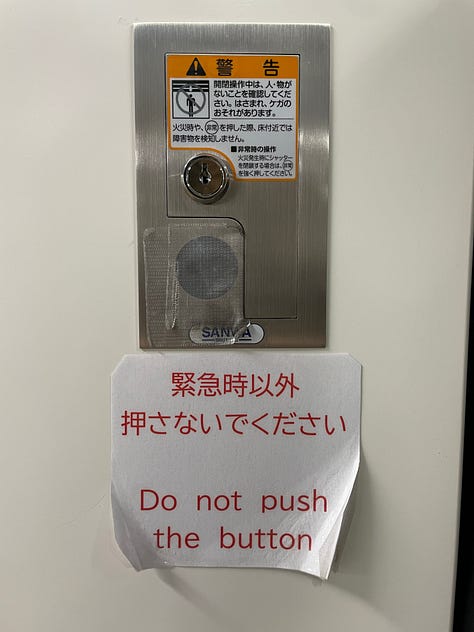 警告
開閉操作中は、人・物が
ないことを確認してくだ
さい。はさまれ、ケガの
おそれがあります。
火災時や、非常を押した際、床付近では
障害物を検知しません。
■非常時の操作
火災発生時にシャッター
を閉鎖する場合は、非常
を強く押してください。
SANWA
緊急時以外
押さないでください
Do not push
the button